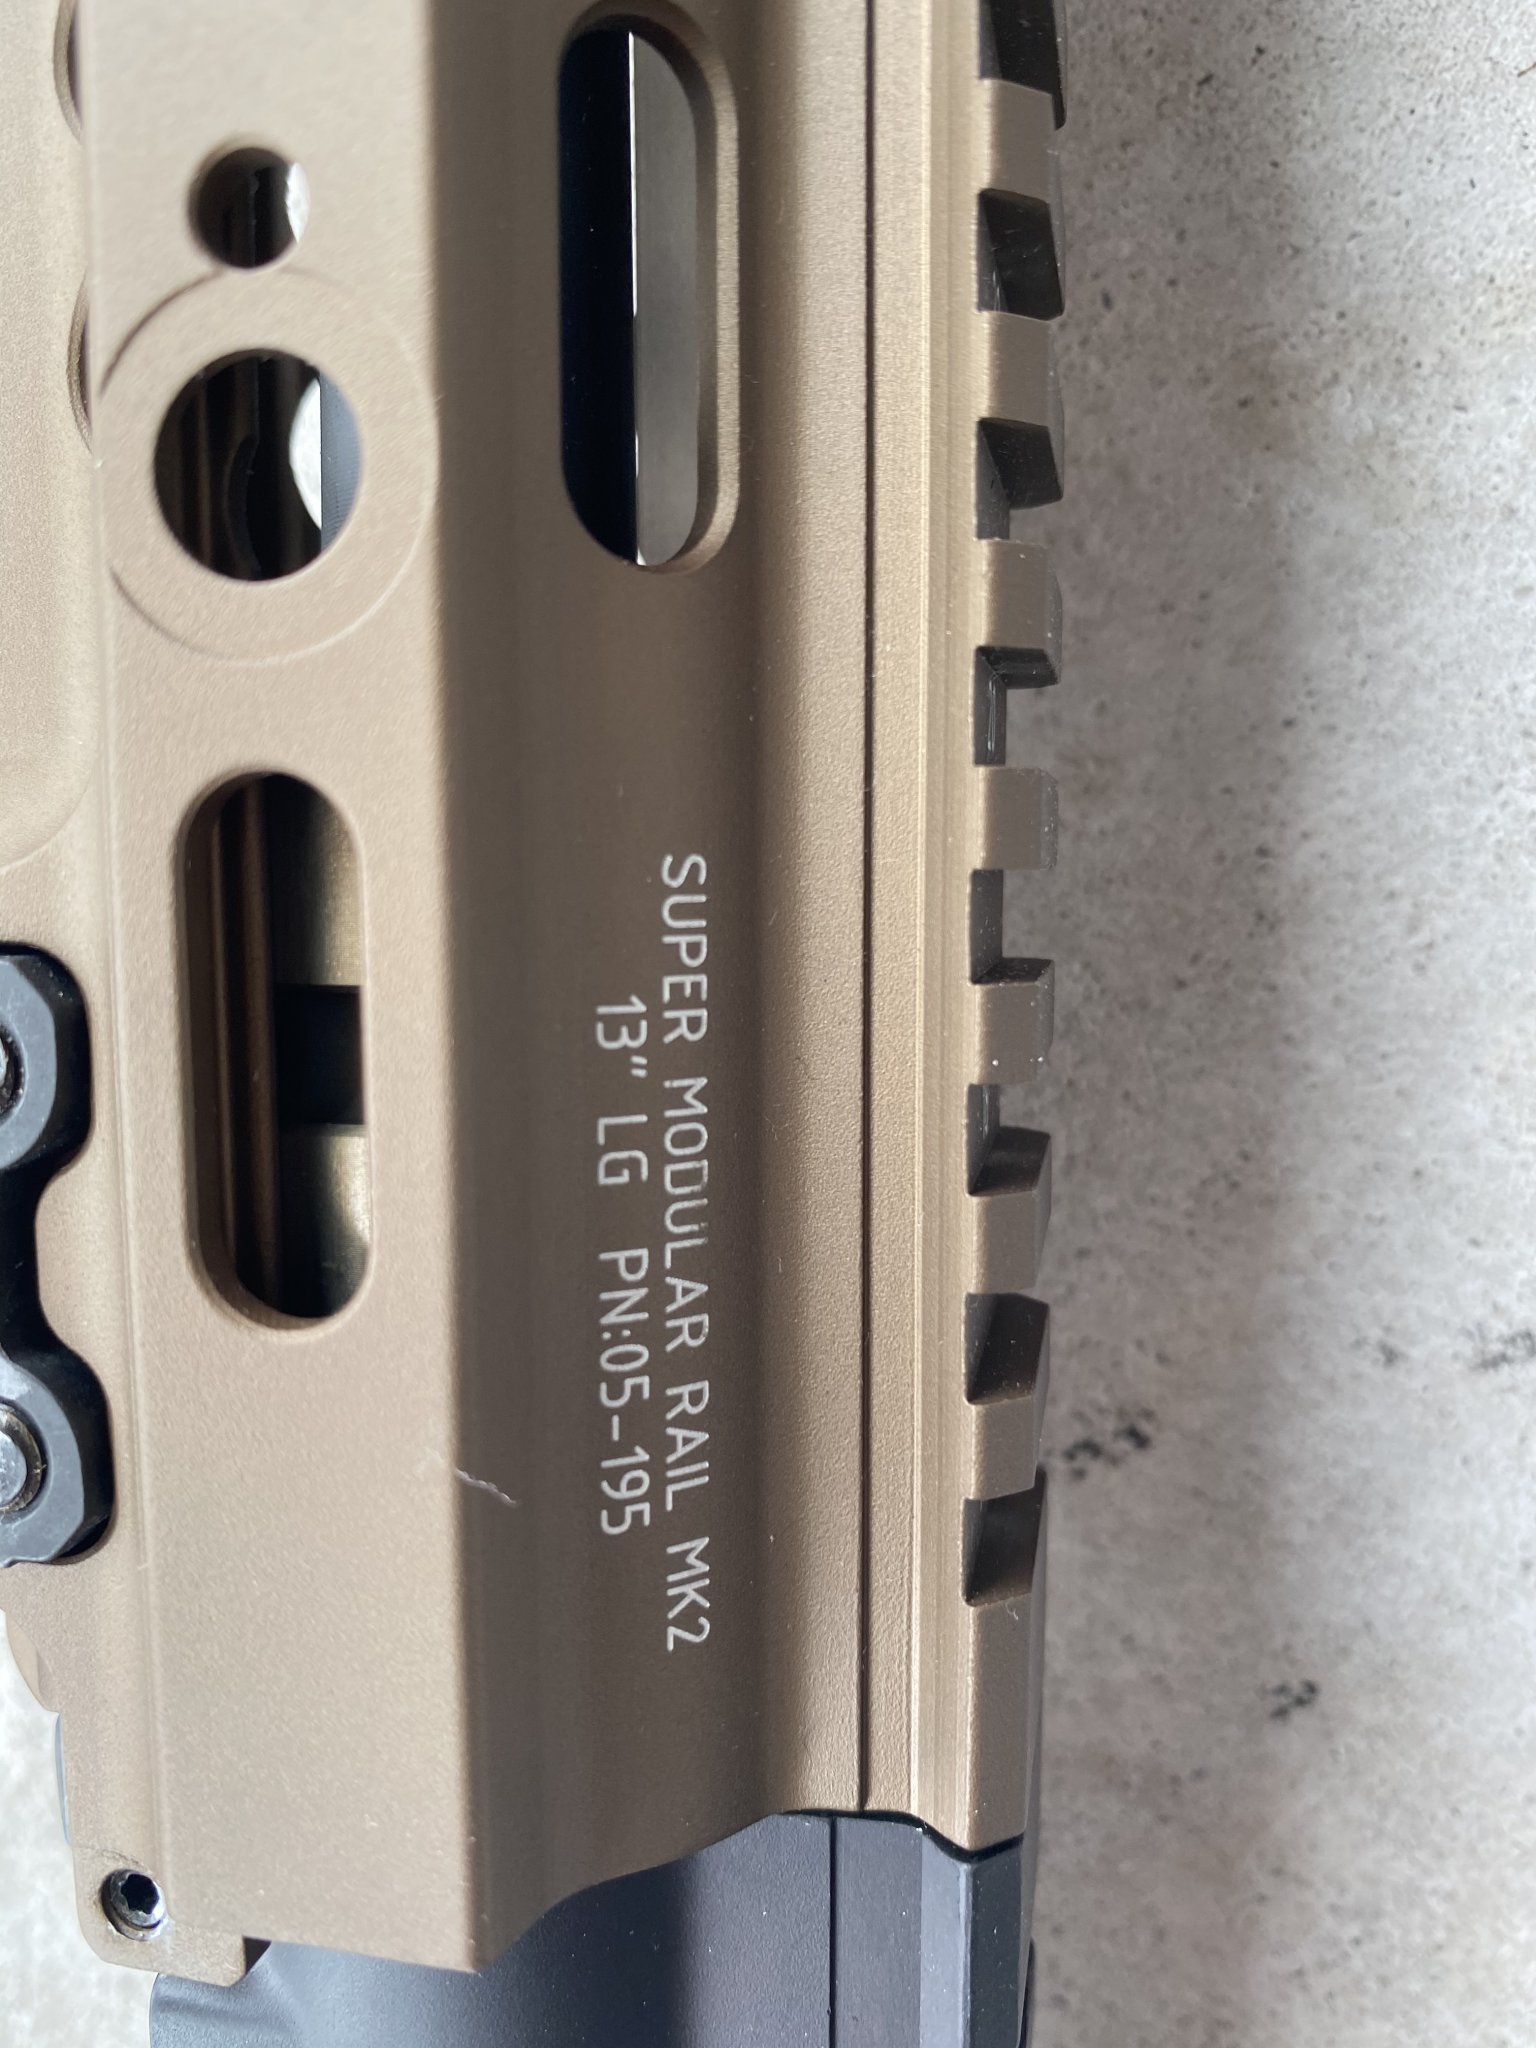 SUPER MODULAR RAIL MK2
13" LG PN:05-195